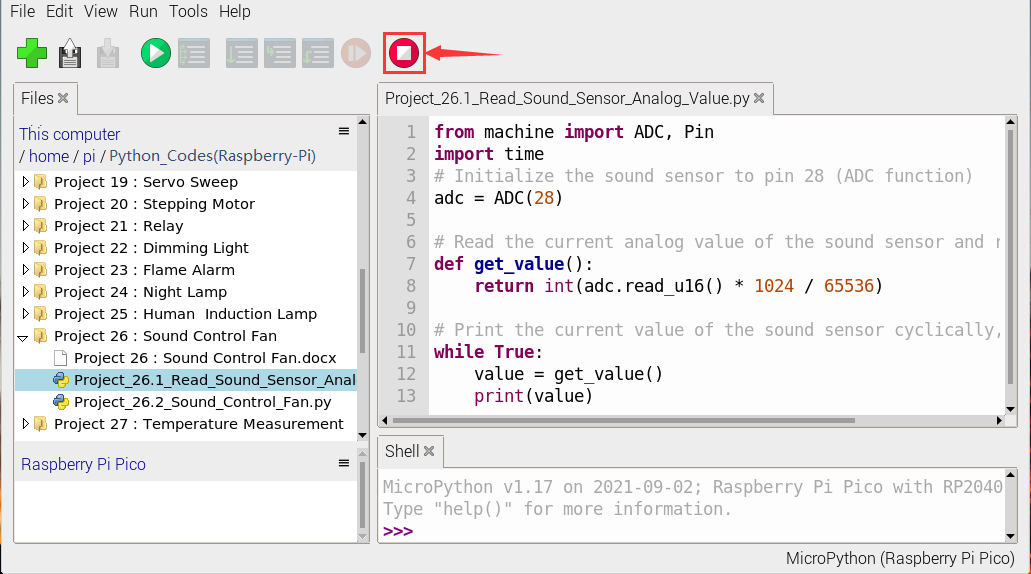 File Edit View Run Tools Help
Files
This computer
/ home / pi / Python_Codes(Raspberry-Pi)
Project 19 : Servo Sweep
Project 20 : Stepping Motor
Project 21 : Relay
Project 22 : Dimming Light
Project 23 : Flame Alarm
Project 24 : Night Lamp
Project 25 : Human  Induction Lamp
Project 26 : Sound Control Fan
Project 26 : Sound Control Fan.docx
Project_26.1_Read_Sound_Sensor_Anal
Project_26.2_Sound_Control_Fan.py
Project 27 : Temperature Measurement
Raspberry Pi Pico
Project_26.1_Read_Sound_Sensor_Analog_Value.py
1 from machine import ADC, Pin
2 import time
3 # Initialize the sound sensor to pin 28 (ADC function)
4 adc = ADC(28)
5
6 # Read the current analog value of the sound sensor and
7 def get_value():
8     return int(adc.read_u16() * 1024 / 65536)
9
10 # Print the current value of the sound sensor cyclically,
11 while True:
12     value = get_value()
13     print(value)
Shell
MicroPython v1.17 on 2021-09-02; Raspberry Pi Pico with RP2040
Type "help()" for more information.
>>>
MicroPython (Raspberry Pi Pico)